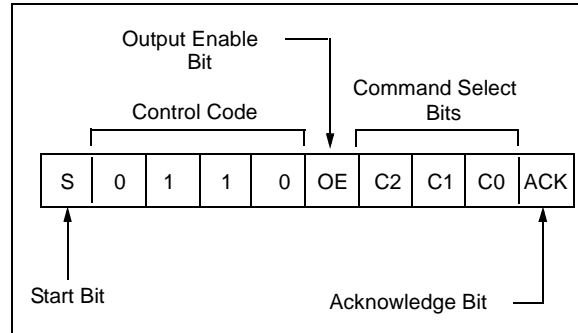 Output Enable
Bit
Command Select
Bits
Control Code
S 0 1 1 0 OE C2 C1 C0 ACK
Start Bit
Acknowledge Bit